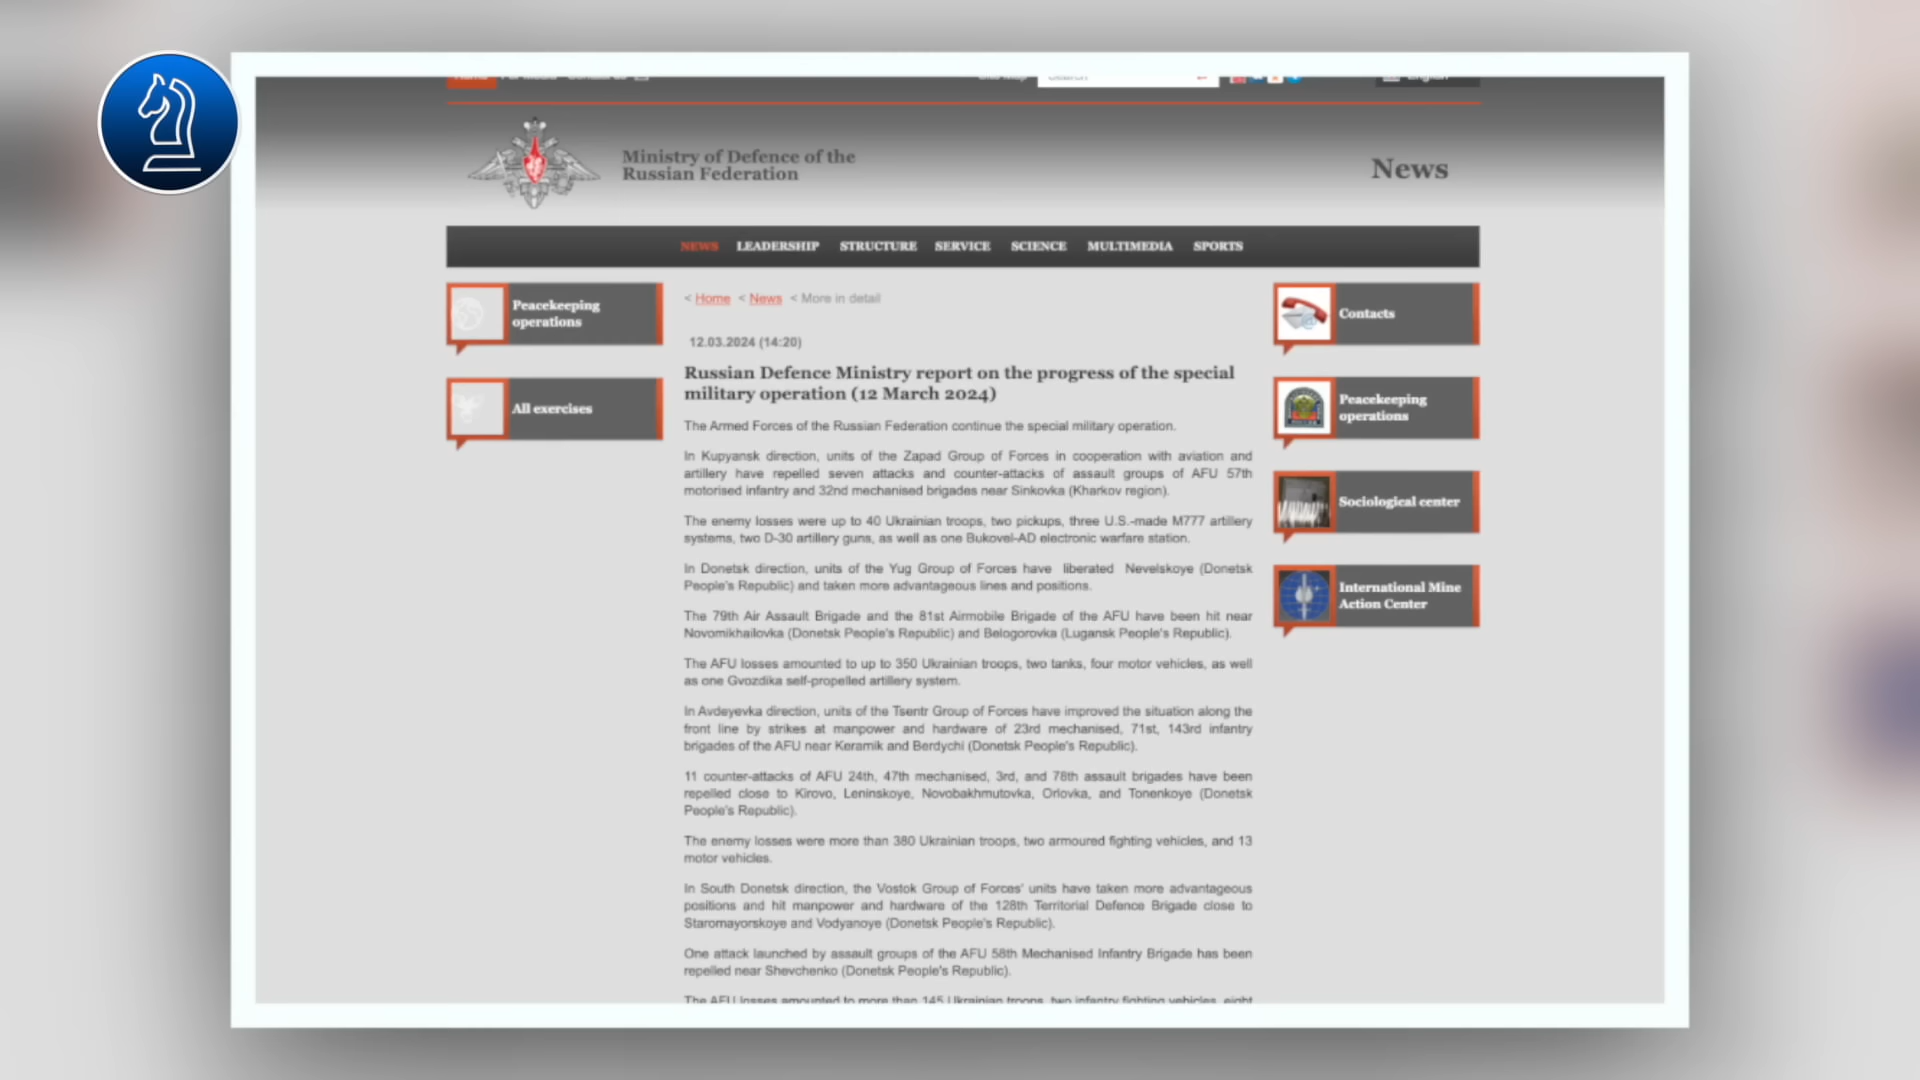 Search
English
Ministry of Defence of the
Russian Federation
News
NEWS LEADERSHIP STRUCTURE SERVICE SCIENCE MULTIMEDIA SPORTS
Peacekeeping
operations
All exercises
< Home < News < More in detail
12.03.2024 (14:20)
Russian Defence Ministry report on the progress of the special
military operation (12 March 2024)
The Armed Forces of the Russian Federation continue the special military operation.
In Kupyansk direction, units of the Zapad Group of Forces in cooperation with aviation and
artillery have repelled seven attacks and counter-attacks of assault groups of AFU 57th
motorised infantry and 32nd mechanised brigades near Sinkovka (Kharkov region).
The enemy losses were up to 40 Ukrainian troops, two pickups, three U.S.-made M777 artillery
systems, two D-30 artillery guns, as well as one Bukovel-AD electronic warfare station.
In Donetsk direction, units of the Yug Group of Forces have liberated Nevelskoye (Donetsk
People's Republic) and taken more advantageous lines and positions.
The 79th Air Assault Brigade and the 81st Airmobile Brigade of the AFU have been hit near
Novomikhailovka (Donetsk People's Republic) and Belogorovka (Lugansk People's Republic).
The AFU losses amounted to up to 350 Ukrainian troops, two tanks, four motor vehicles, as well
as one Gvozdika self-propelled artillery system.
In Avdeyevka direction, units of the Tsentr Group of Forces have improved the situation along the
front line by strikes at manpower and hardware of 23rd mechanised, 71st, 143rd infantry
brigades of the AFU near Keramik and Berdychi (Donetsk People's Republic).
11 counter-attacks of AFU 24th, 47th mechanised, 3rd, and 78th assault brigades have been
repelled close to Kirovo, Leninskoye, Novobakhmutovka, Orlovka, and Tonenkoye (Donetsk
People's Republic).
The enemy losses were more than 380 Ukrainian troops, two armoured fighting vehicles, and 13
motor vehicles.
In South Donetsk direction, the Vostok Group of Forces' units have taken more advantageous
positions and hit manpower and hardware of the 128th Territorial Defence Brigade close to
Staromayorskoye and Vodyanoye (Donetsk People's Republic).
One attack launched by assault groups of the AFU 58th Mechanised Infantry Brigade has been
repelled near Shevchenko (Donetsk People's Republic).
The AFU losses amounted to more than 145 Ukrainian troops, two infantry fighting vehicles, eight
Contacts
Peacekeeping
operations
Sociological center
International Mine
Action Center